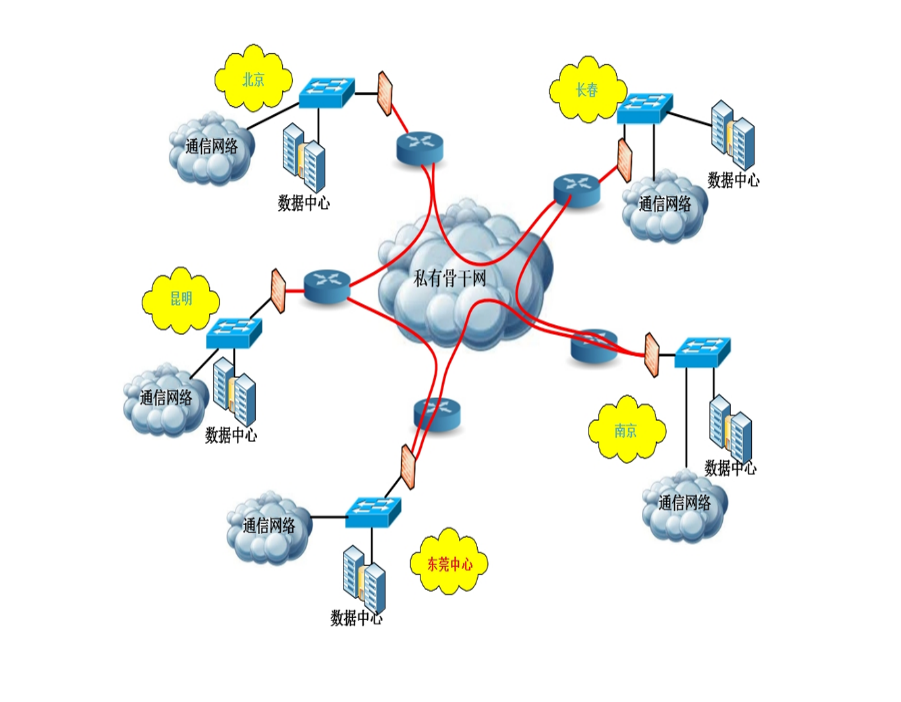 北京
通信网络
数据中心
长春
数据中心
通信网络
私有骨干网
昆明
通信网络
数据中心
南京
数据中心
通信网络
通信网络
东莞中心
数据中心